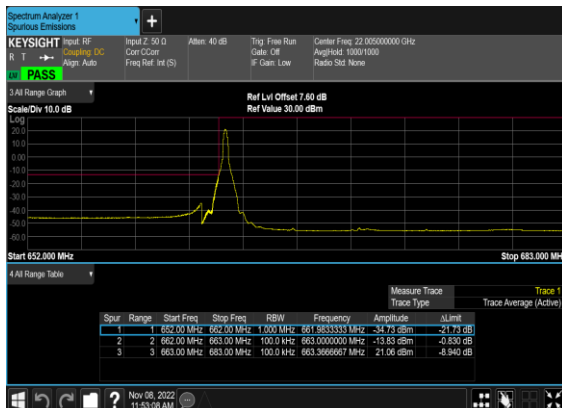 Spectrum Analyzer 1
Spurious Emissions
KEYSIGHT Input: RF Input Z: 50 Ω Atten: 40 dB Trig: Free Run Center Freq: 22.005000000 GHz
R T Coupling: DC Corr CCorr Gate: Off Avg|Hold: 1000/1000
Align: Auto Freq Ref: Int (S) IF Gain: Low Radio Std: None
PASS
3 All Range Graph
Ref Lvl Offset 7.60 dB
Scale/Div 10.0 dB Ref Value 30.00 dBm
Log
20.0
10.0
0.00
-10.0
-20.0
-30.0
-40.0
-50.0
-60.0
Start 652.000 MHz Stop 683.000 MH
4 All Range Table
Measure Trace Trace 1
Trace Type Trace Average (Active)
Spur Range Start Freq Stop Freq RBW Frequency Amplitude ΔLimit
1 1 652.00 MHz 662.00 MHz 1.000 MHz 661.9833333 MHz -34.73 dBm -21.73 dB
2 2 662.00 MHz 663.00 MHz 100.0 kHz 663.0000000 MHz -13.83 dBm -0.830 dB
3 3 663.00 MHz 683.00 MHz 100.0 kHz 663.3666667 MHz 21.06 dBm -8.940 dB
Nov 08, 2022
11:53:08 AM